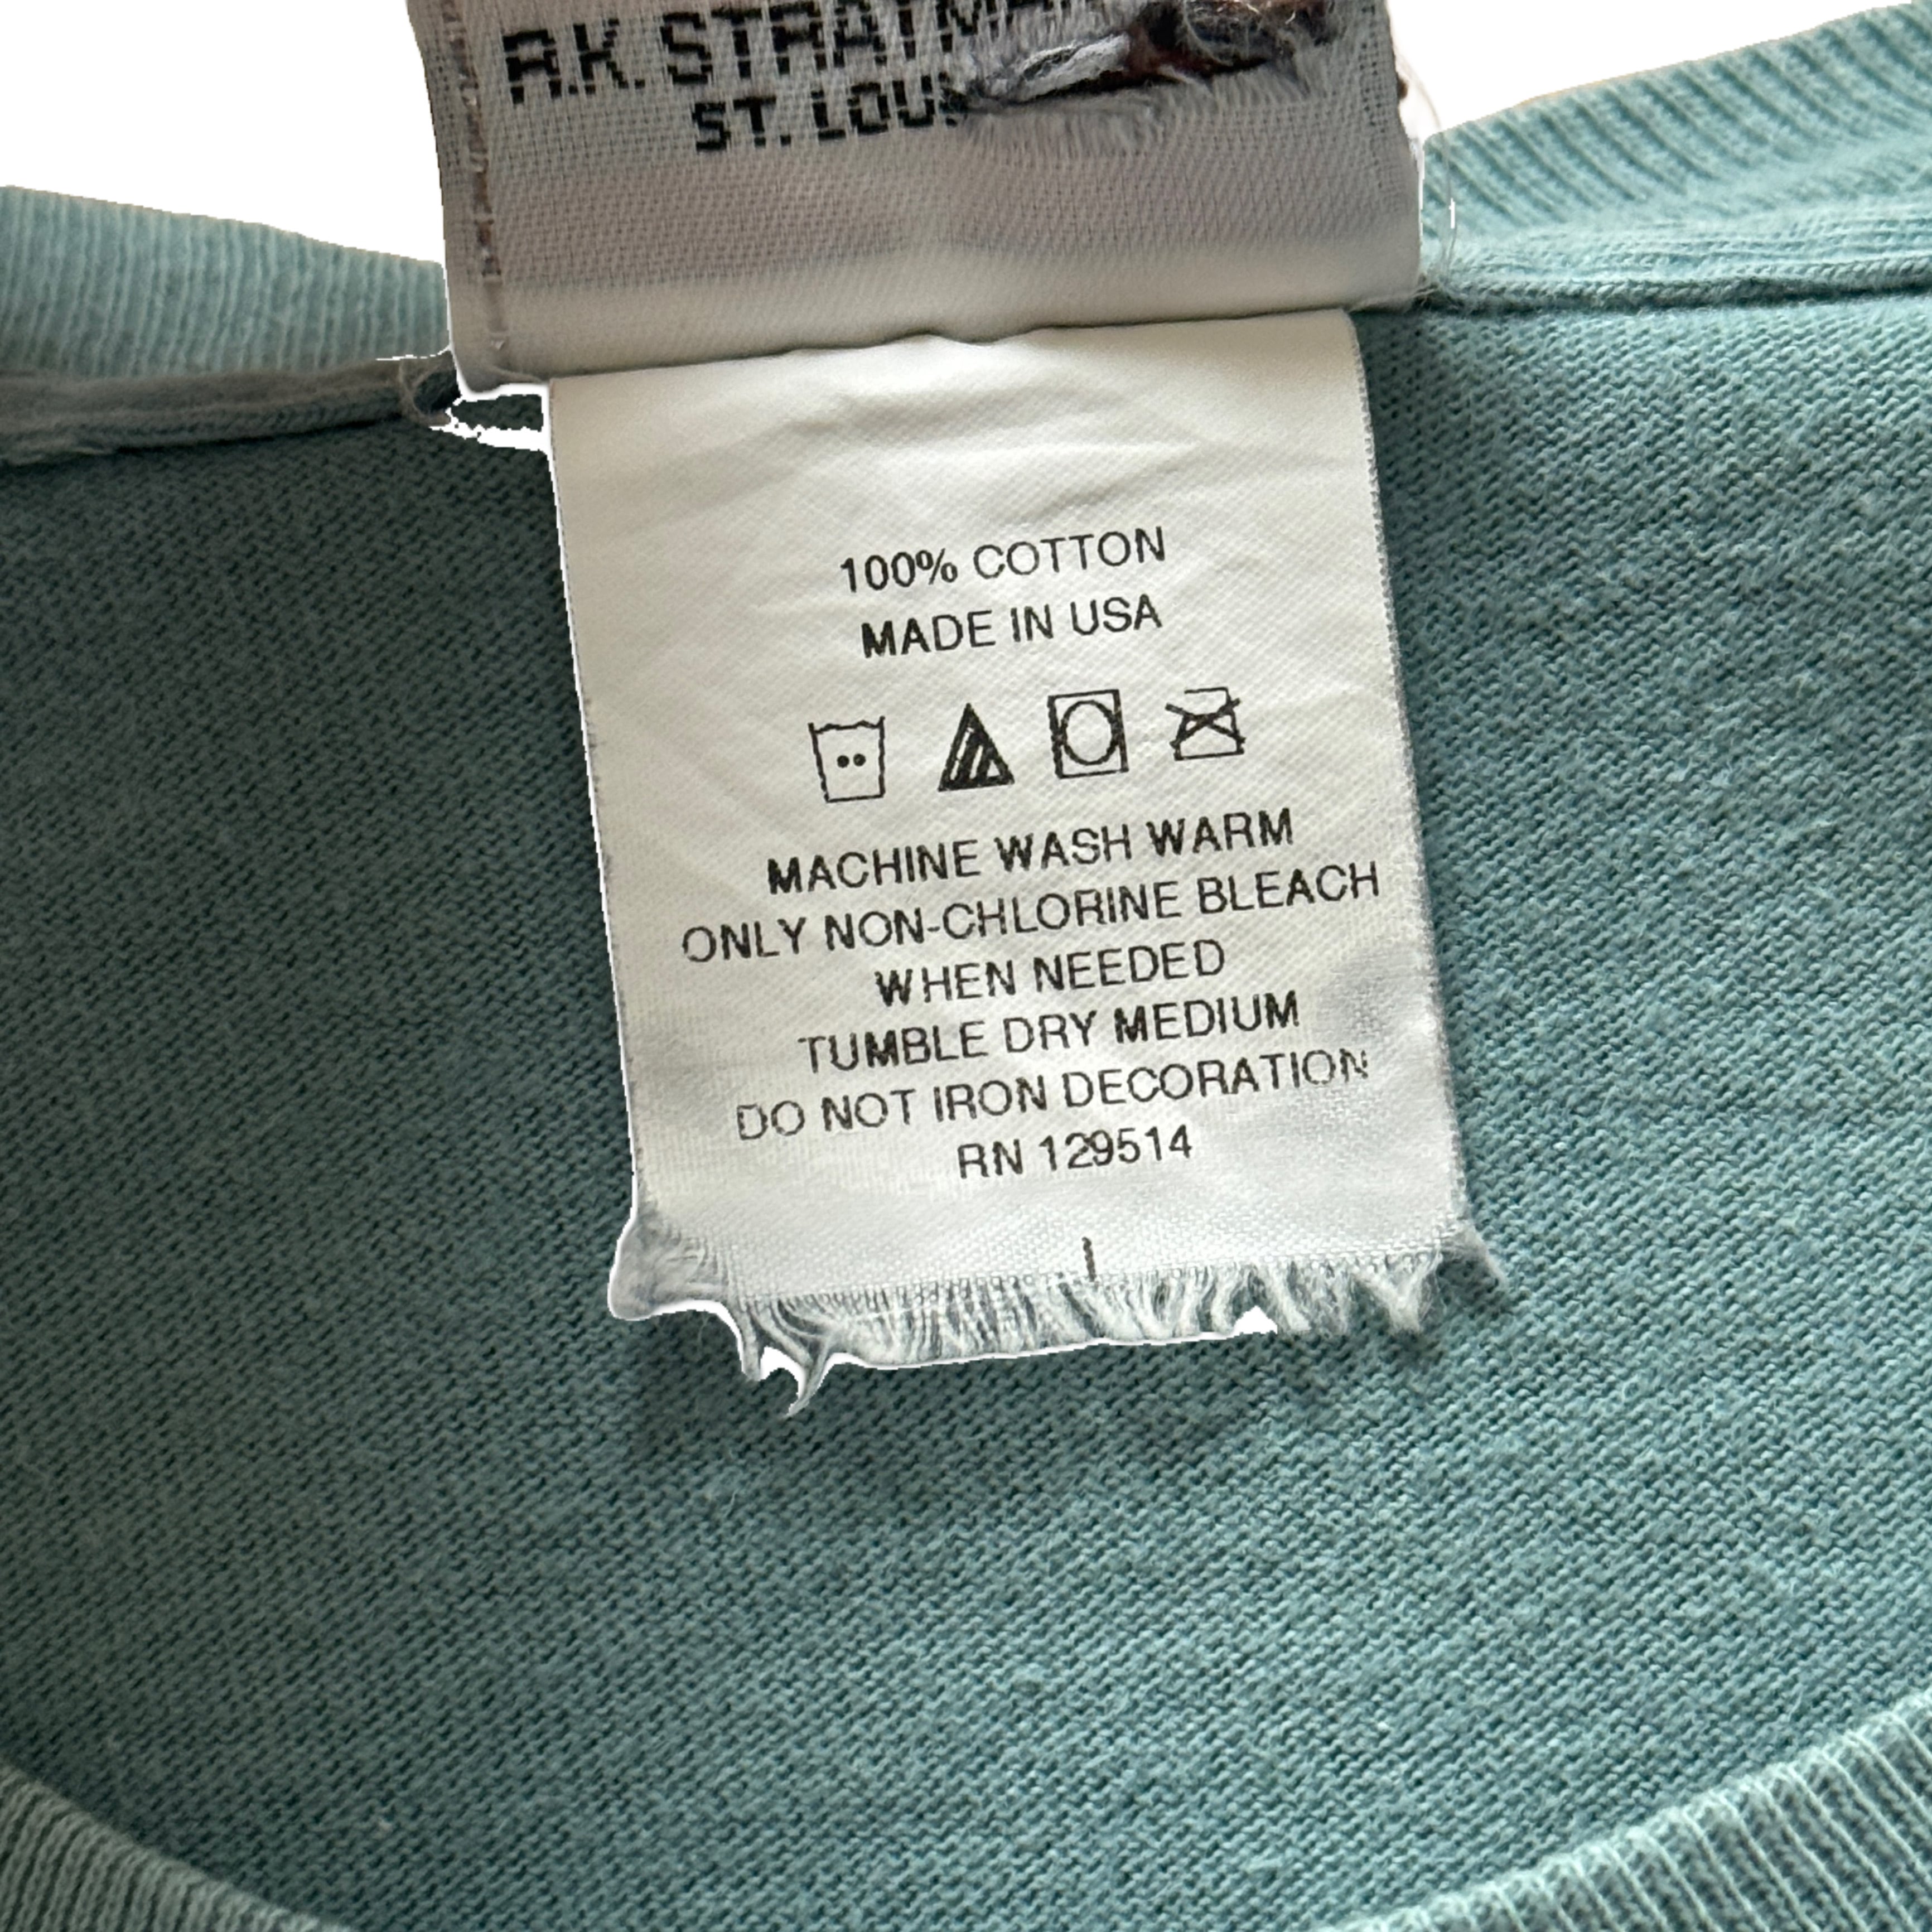 R.K. STRATMA
ST. LOUI
100% COTTON
MADE IN USA
MACHINE WASH WARM
ONLY NON-CHLORINE BLEACH
WHEN NEEDED
TUMBLE DRY MEDIUM
DO NOT IRON DECORATION
RN 129514